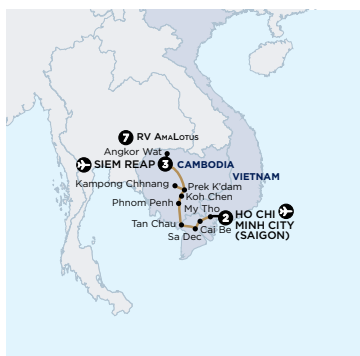 7 RV AMALOTUS
Angkor Wat
SIEM REAP 3 CAMBODIA
VIETNAM
Kampong Chhnang
Prek K'dam
Koh Chen
Phnom Penh
My Tho
2 HO CHI
MINH CITY
(SAIGON)
Tan Chau
Cai Be
Sa Dec